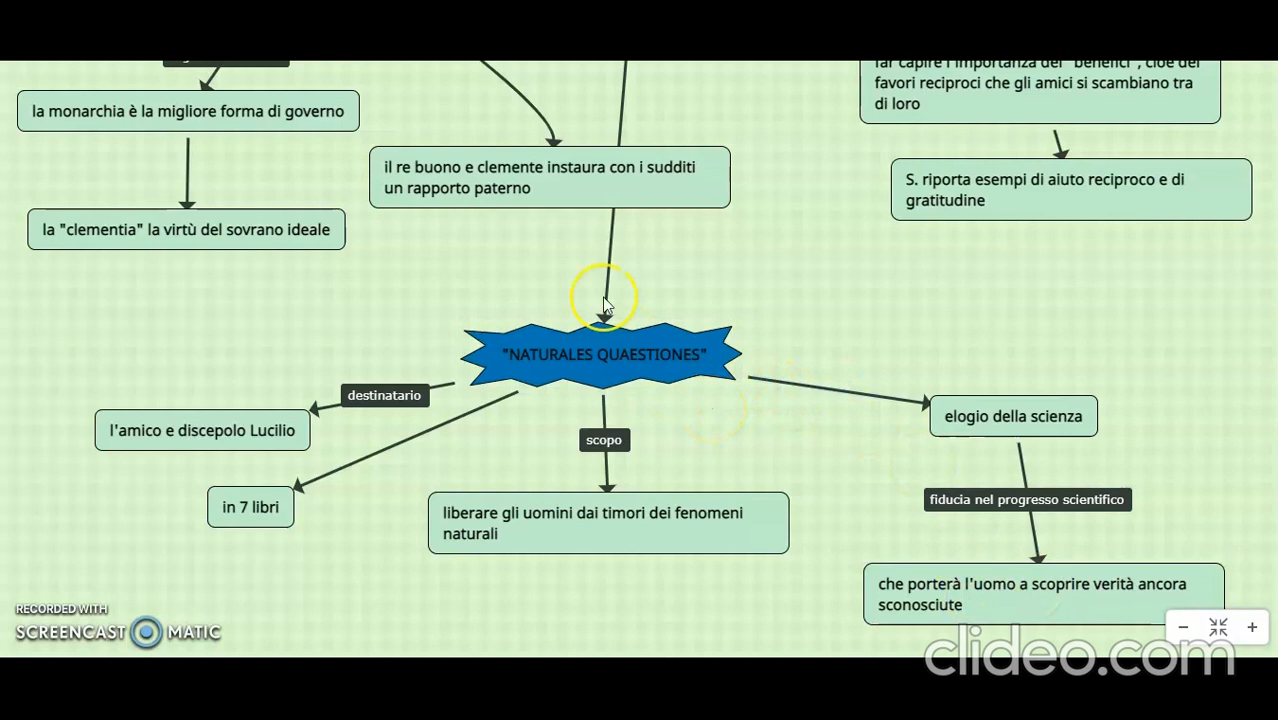 far capire l'importanza dei "benefici", cioè dei
favori reciproci che gli amici si scambiano tra
di loro
la monarchia è la migliore forma di governo
il re buono e clemente instaura con i sudditi
un rapporto paterno
S. riporta esempi di aiuto reciproco e di
gratitudine
la "clementia" la virtù del sovrano ideale
"NATURALES QUAESTIONES"
destinatario
l'amico e discepolo Lucilio
elogio della scienza
scopo
in 7 libri
fiducia nel progresso scientifico
liberare gli uomini dai timori dei fenomeni
naturali
che porterà l'uomo a scoprire verità ancora
sconosciute
RECORDED WITH
SCREENCAST MATIC
clideo.com